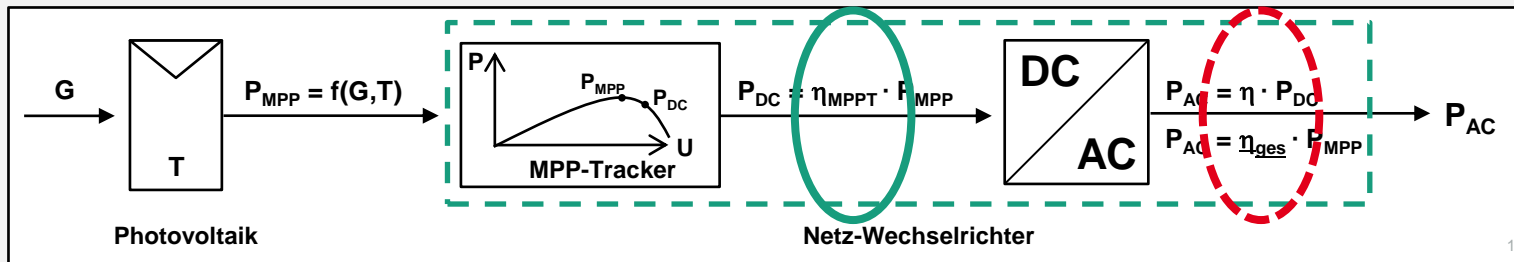 G
T
P_MPP = f(G,T)
P
P_MPP
P_DC
U
MPP-Tracker
P_DC = η_MPPT · P_MPP
DC
AC
P_AC = η · P_DC
P_AC = η_ges · P_MPP
P_AC
Photovoltaik
Netz-Wechselrichter
1